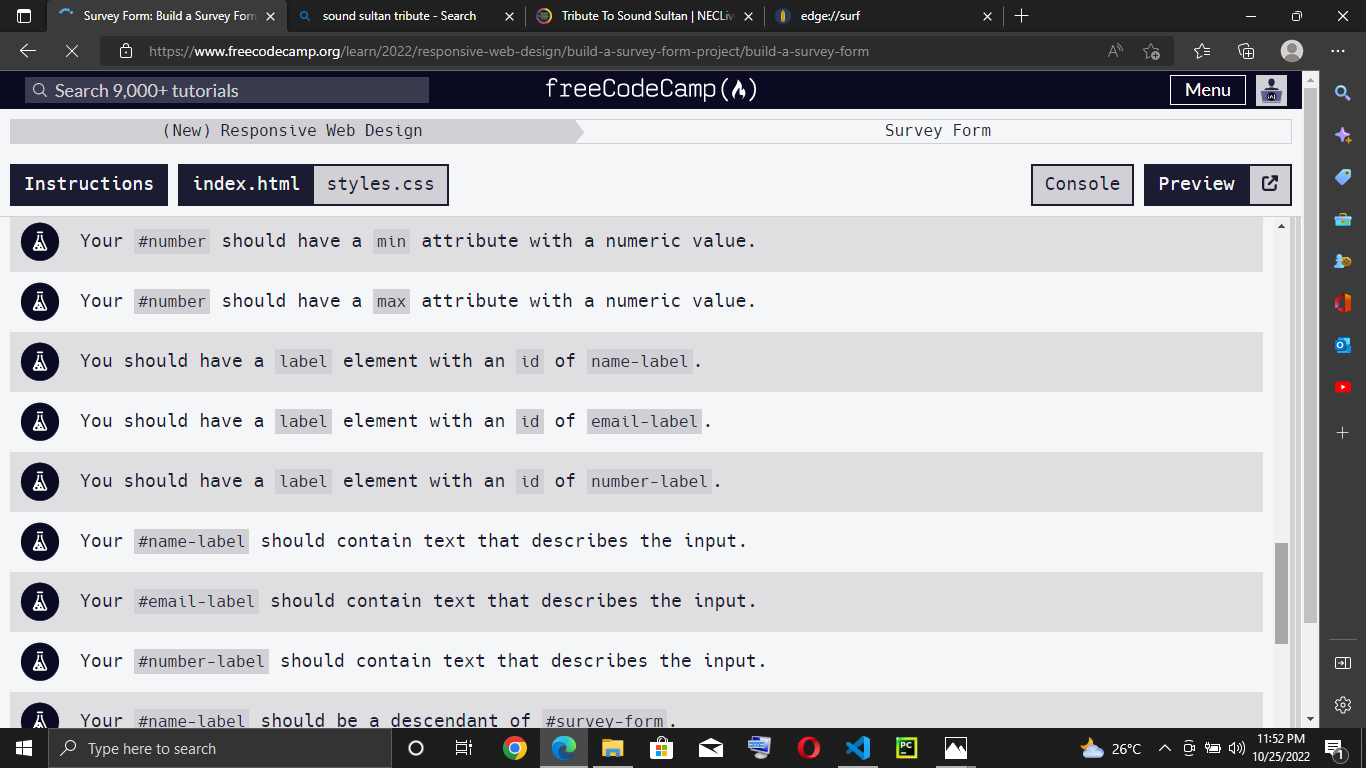 Survey Form: Build a Survey Form
sound sultan tribute - Search
Tribute To Sound Sultan | NECLive
edge://surf
https://www.freecodecamp.org/learn/2022/responsive-web-design/build-a-survey-form-project/build-a-survey-form
Search 9,000+ tutorials
freeCodeCamp
Menu
(New) Responsive Web Design
Survey Form
Instructions
index.html
styles.css
Console
Preview
Your #number should have a min attribute with a numeric value.
Your #number should have a max attribute with a numeric value.
You should have a label element with an id of name-label.
You should have a label element with an id of email-label.
You should have a label element with an id of number-label.
Your #name-label should contain text that describes the input.
Your #email-label should contain text that describes the input.
Your #number-label should contain text that describes the input.
Your #name-label should be a descendant of #survey-form.
Type here to search
PC
26°C
11:52 PM
10/25/2022
1